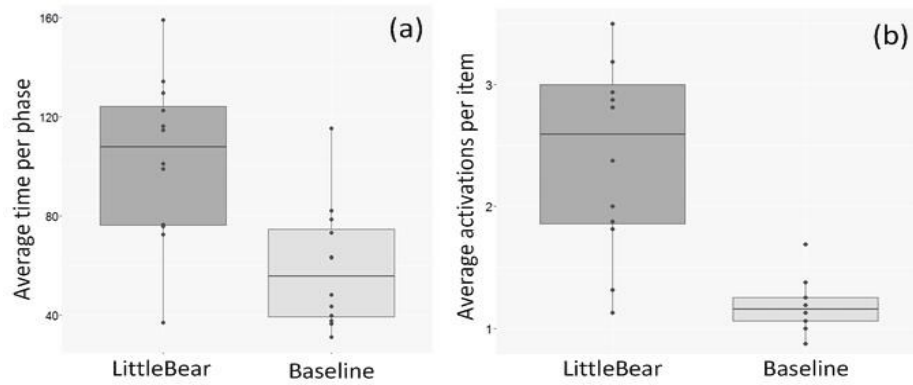 (a)
Average time per phase
160
120
80
40
LittleBear
Baseline
(b)
Average activations per item
3
2
1
LittleBear
Baseline